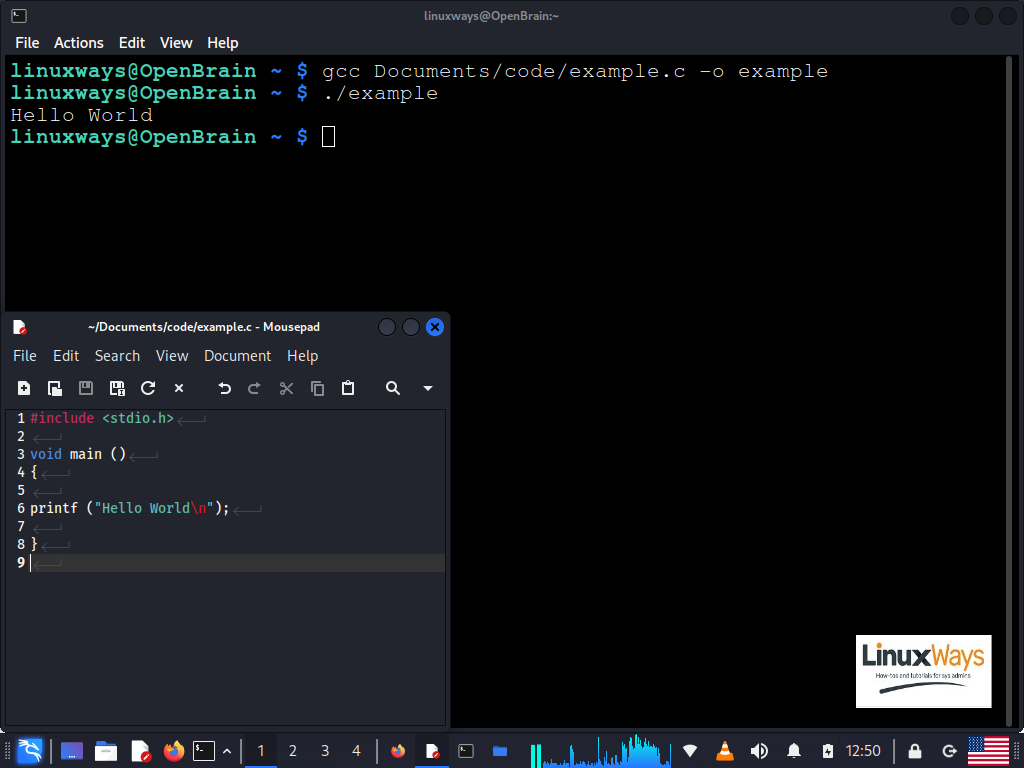 linuxways@OpenBrain:~
File Actions Edit View Help
linuxways@OpenBrain ~ $ gcc Documents/code/example.c -o example
linuxways@OpenBrain ~ $ ./example
Hello World
linuxways@OpenBrain ~ $
~/Documents/code/example.c - Mousepad
File Edit Search View Document Help
1 #include <stdio.h>
2
3 void main ()
4 {
5
6 printf ("Hello World\n");
7
8 }
9
LinuxWays
How-tos and tutorials for sys admins
1 2 3 4 12:50